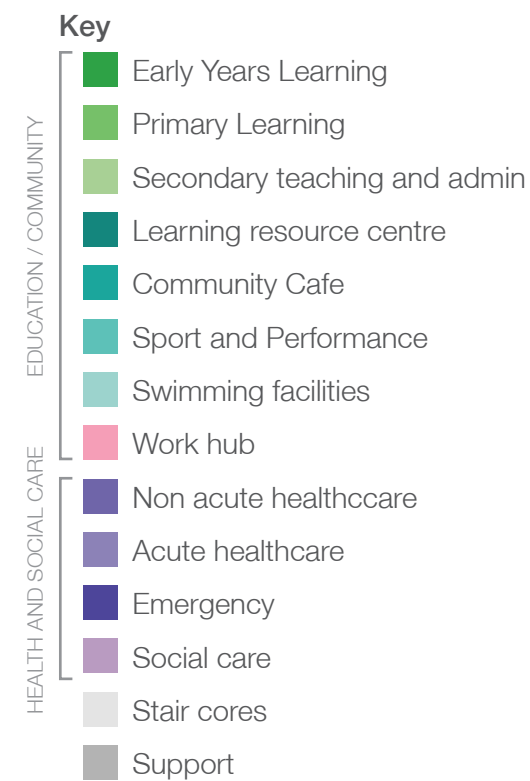 Key
EDUCATION / COMMUNITY
Early Years Learning
Primary Learning
Secondary teaching and admin
Learning resource centre
Community Cafe
Sport and Performance
Swimming facilities
Work hub
HEALTH AND SOCIAL CARE
Non acute healthccare
Acute healthcare
Emergency
Social care
Stair cores
Support